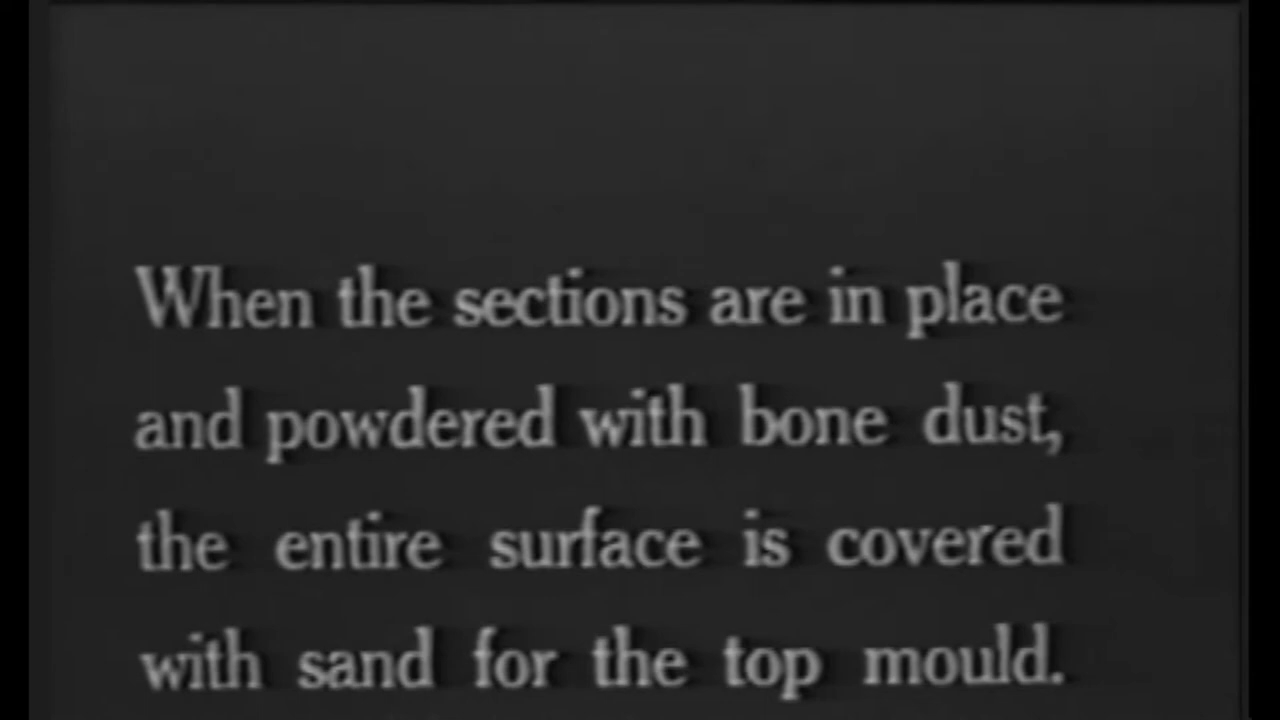 When the sections are in place
and powdered with bone dust,
the entire surface is covered
with sand for the top mould.